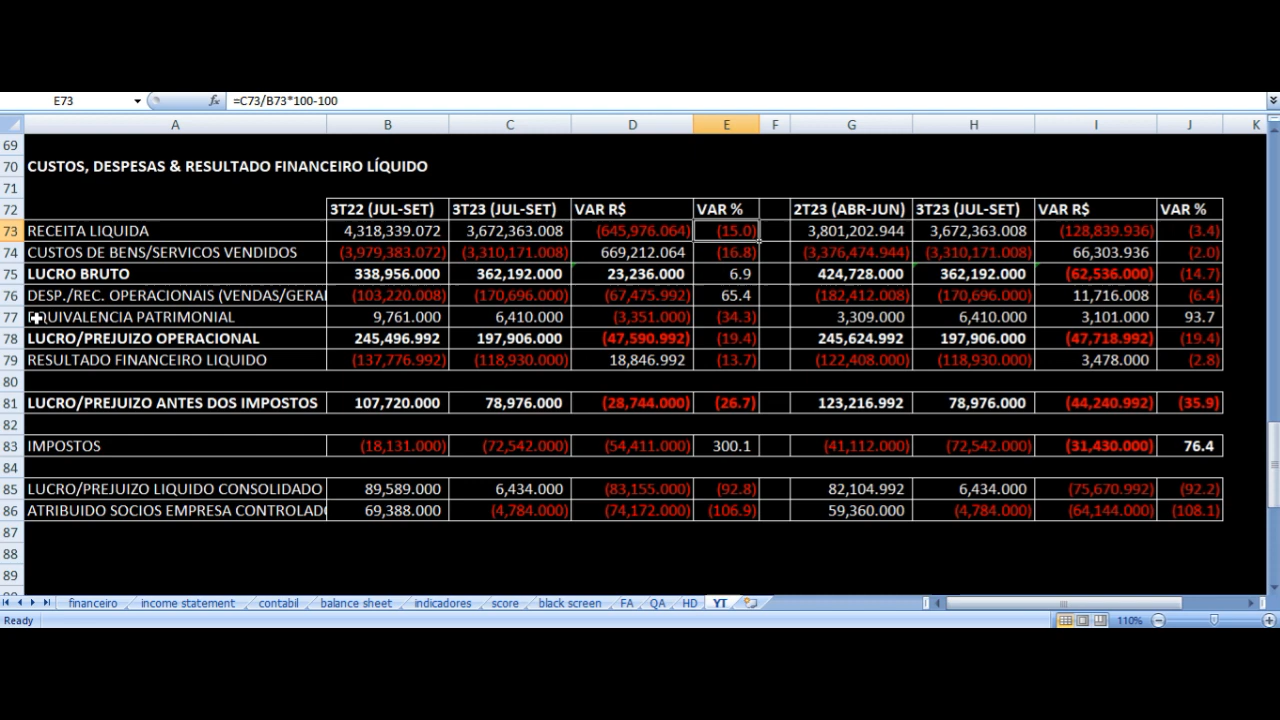 E73 fx =C73/B73*100-100
A B C D E F G H I J K
69
70 CUSTOS, DESPESAS & RESULTADO FINANCEIRO LÍQUIDO
71
72 3T22 (JUL-SET) 3T23 (JUL-SET) VAR R$ VAR % 2T23 (ABR-JUN) 3T23 (JUL-SET) VAR R$ VAR %
73 RECEITA LIQUIDA 4,318,339.072 3,672,363.008 (645,976.064) (15.0) 3,801,202.944 3,672,363.008 (128,839.936) (3.4)
74 CUSTOS DE BENS/SERVICOS VENDIDOS (3,979,383.072) (3,310,171.008) 669,212.064 (16.8) (3,376,474.944) (3,310,171.008) 66,303.936 (2.0)
75 LUCRO BRUTO 338,956.000 362,192.000 23,236.000 6.9 424,728.000 362,192.000 (62,536.000) (14.7)
76 DESP./REC. OPERACIONAIS (VENDAS/GERAI (103,220.008) (170,696.000) (67,475.992) 65.4 (182,412.008) (170,696.000) 11,716.008 (6.4)
77 QUIVALENCIA PATRIMONIAL 9,761.000 6,410.000 (3,351.000) (34.3) 3,309.000 6,410.000 3,101.000 93.7
78 LUCRO/PREJUIZO OPERACIONAL 245,496.992 197,906.000 (47,590.992) (19.4) 245,624.992 197,906.000 (47,718.992) (19.4)
79 RESULTADO FINANCEIRO LIQUIDO (137,776.992) (118,930.000) 18,846.992 (13.7) (122,408.000) (118,930.000) 3,478.000 (2.8)
80
81 LUCRO/PREJUIZO ANTES DOS IMPOSTOS 107,720.000 78,976.000 (28,744.000) (26.7) 123,216.992 78,976.000 (44,240.992) (35.9)
82
83 IMPOSTOS (18,131.000) (72,542.000) (54,411.000) 300.1 (41,112.000) (72,542.000) (31,430.000) 76.4
84
85 LUCRO/PREJUIZO LIQUIDO CONSOLIDADO 89,589.000 6,434.000 (83,155.000) (92.8) 82,104.992 6,434.000 (75,670.992) (92.2)
86 ATRIBUIDO SOCIOS EMPRESA CONTROLAD 69,388.000 (4,784.000) (74,172.000) (106.9) 59,360.000 (4,784.000) (64,144.000) (108.1)
87
88
89
financeiro income statement contabil balance sheet indicadores score black screen FA QA HD YT
Ready 110%